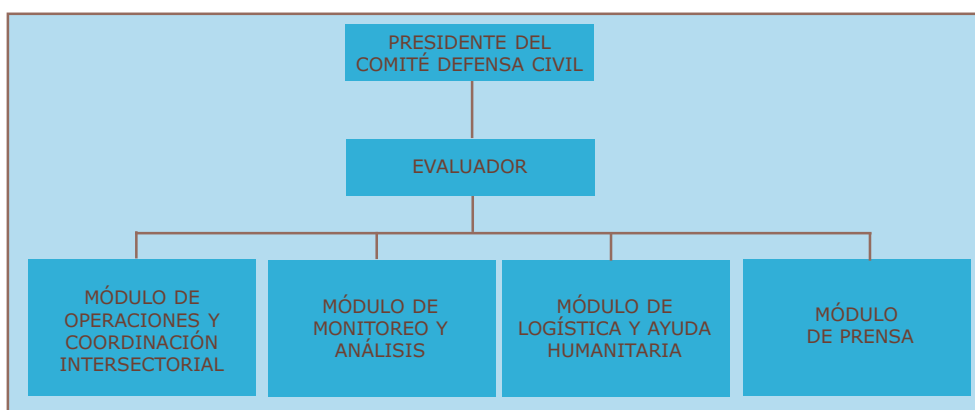 PRESIDENTE DEL
COMITÉ DEFENSA CIVIL
EVALUADOR
MÓDULO DE
OPERACIONES Y
COORDINACIÓN
INTERSECTORIAL
MÓDULO DE
MONITOREO Y
ANÁLISIS
MÓDULO DE
LOGÍSTICA Y AYUDA
HUMANITARIA
MÓDULO
DE PRENSA